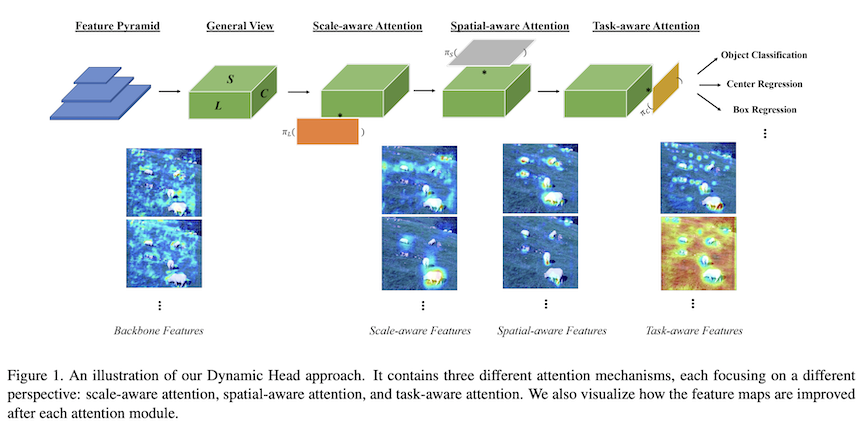 Feature Pyramid General View Scale-aware Attention Spatial-aware Attention Task-aware Attention
πS( )
Object Classification
S
C
Center Regression
L
Box Regression
πL( )
πC( )
⋮
⋮ ⋮ ⋮ ⋮
Backbone Features Scale-aware Features Spatial-aware Features Task-aware Features
Figure 1. An illustration of our Dynamic Head approach. It contains three different attention mechanisms, each focusing on a different
perspective: scale-aware attention, spatial-aware attention, and task-aware attention. We also visualize how the feature maps are improved
after each attention module.